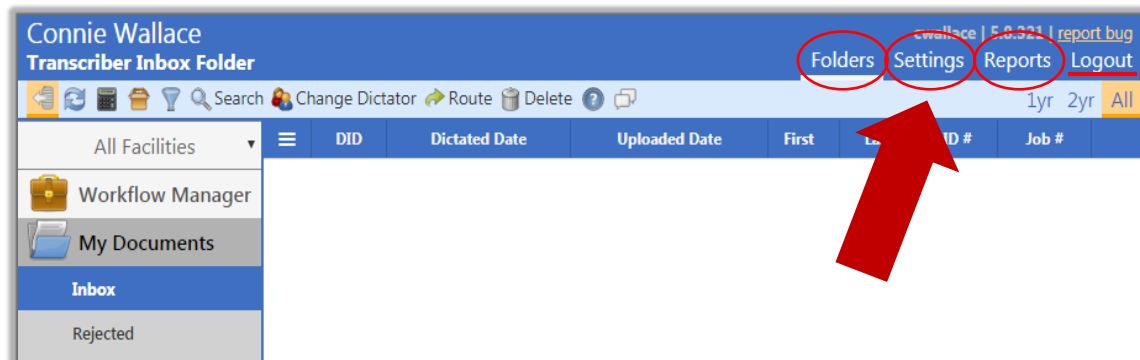 Connie Wallace
cwallace | 5.8.321 | report bug
Transcriber Inbox Folder
Folders Settings Reports Logout
Search Change Dictator Route Delete 1yr 2yr All
All Facilities
DID Dictated Date Uploaded Date First Job #
Workflow Manager
My Documents
Inbox
Rejected